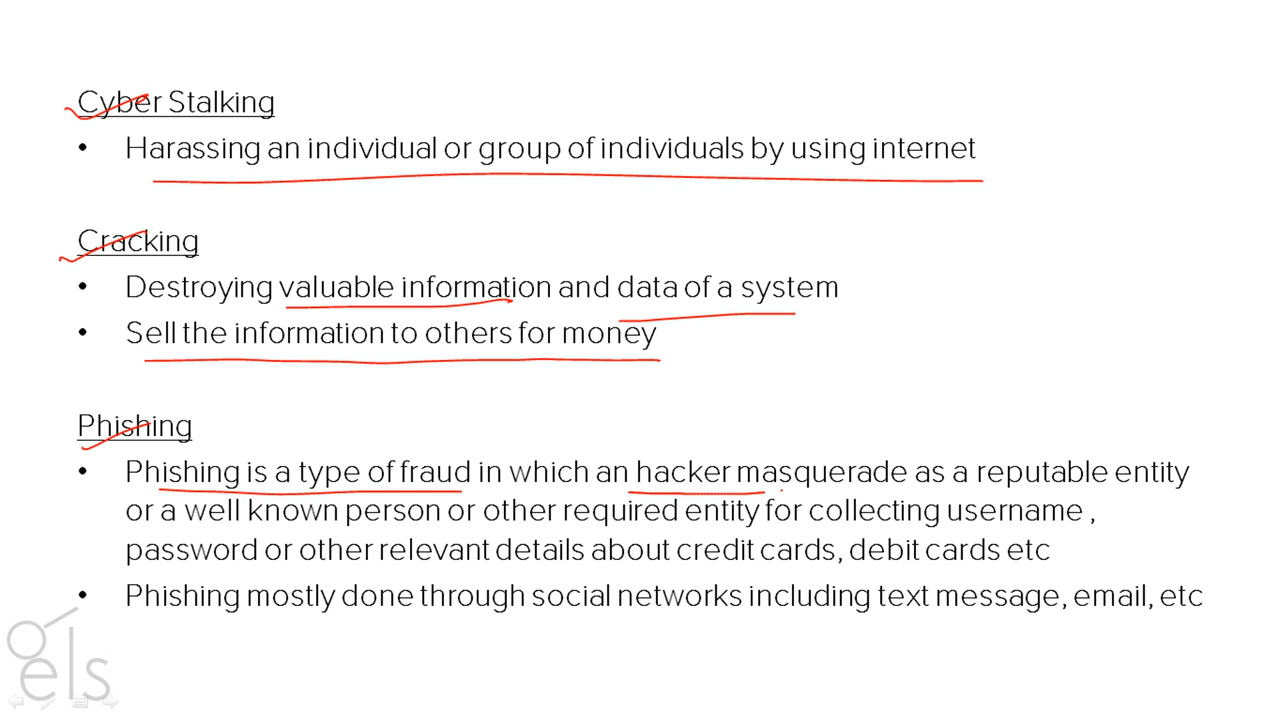 Cyber Stalking
• Harassing an individual or group of individuals by using internet
Cracking
• Destroying valuable information and data of a system
• Sell the information to others for money
Phishing
• Phishing is a type of fraud in which an hacker masquerade as a reputable entity
or a well known person or other required entity for collecting username ,
password or other relevant details about credit cards, debit cards etc
• Phishing mostly done through social networks including text message, email, etc
els